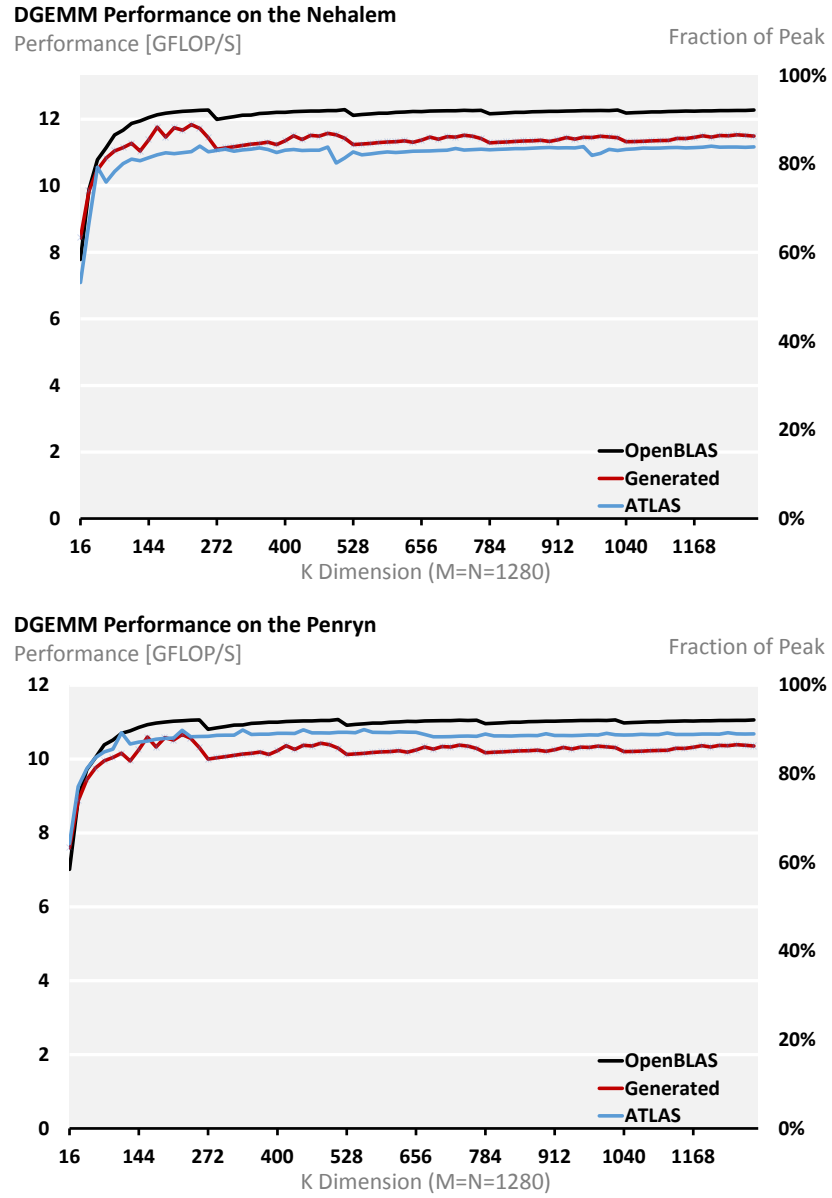 DGEMM Performance on the Nehalem
Performance [GFLOP/S]
Fraction of Peak
100%
12
80%
10
8
60%
6
40%
4
20%
2
OpenBLAS
Generated
ATLAS
0
0%
16 144 272 400 528 656 784 912 1040 1168
K Dimension (M=N=1280)
DGEMM Performance on the Penryn
Performance [GFLOP/S]
Fraction of Peak
12
100%
10
80%
8
60%
6
40%
4
20%
2
OpenBLAS
Generated
ATLAS
0
0%
16 144 272 400 528 656 784 912 1040 1168
K Dimension (M=N=1280)